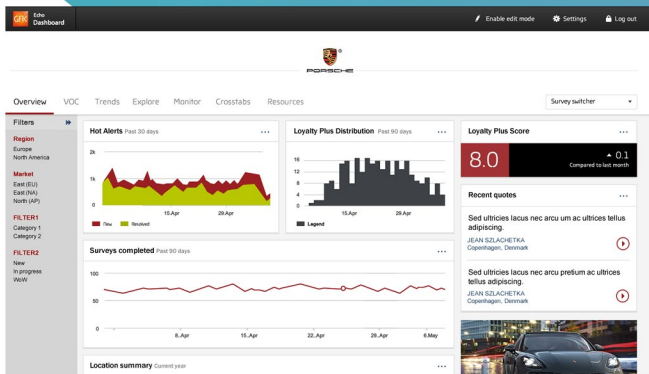 GFK
Echo
Dashboard
Enable edit mode
Settings
Log out
PORSCHE
Overview
VOC
Trends
Explore
Monitor
Crosstabs
Resources
Survey switcher
Filters
Region
Europe
North America
Market
East (EU)
East (NA)
North (AP)
FILTER1
Category 1
Category 2
FILTER2
New
In progress
WoW
Hot Alerts Past 30 days
2k
1k
0
15.Apr
29.Apr
New
Resolved
Loyalty Plus Distribution Past 90 days
16
12
8
4
0
15.Apr
29.Apr
Legend
Loyalty Plus Score
8.0
0.1
Compared to last month
Recent quotes
Sed ultricies lacus nec arcu um ac ultrices tellus
adipiscing.
JEAN SZLACHETKA
Copenhagen, Denmark
Sed ultricies lacus nec arcu pretium ac ultrices
tellus adipiscing.
JEAN SZLACHETKA
Copenhagen, Denmark
Surveys completed Past 90 days
100
50
0
8.Apr
15.Apr
22.Apr
29.Apr
6.May
Location summary Current year